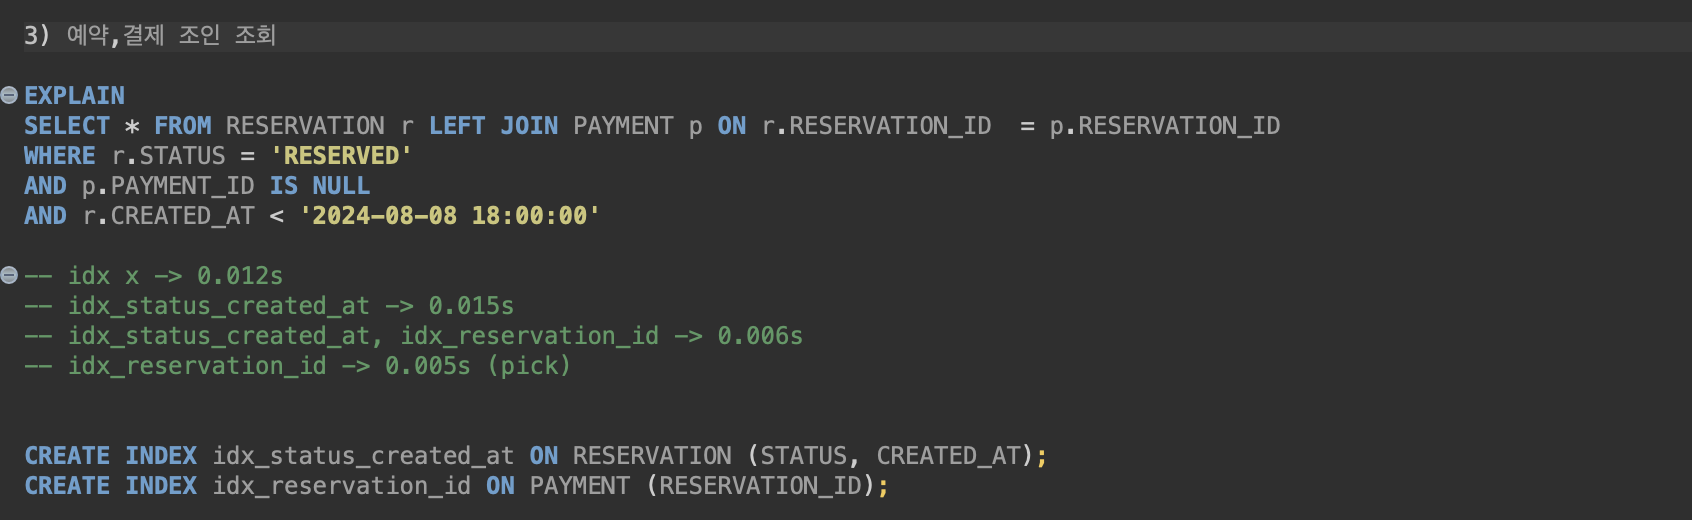 3) 예약,결제 조인 조회
EXPLAIN
SELECT * FROM RESERVATION r LEFT JOIN PAYMENT p ON r.RESERVATION_ID  = p.RESERVATION_ID
WHERE r.STATUS = 'RESERVED'
AND p.PAYMENT_ID IS NULL
AND r.CREATED_AT < '2024-08-08 18:00:00'
-- idx x -> 0.012s
-- idx_status_created_at -> 0.015s
-- idx_status_created_at, idx_reservation_id -> 0.006s
-- idx_reservation_id -> 0.005s (pick)
CREATE INDEX idx_status_created_at ON RESERVATION (STATUS, CREATED_AT);
CREATE INDEX idx_reservation_id ON PAYMENT (RESERVATION_ID);